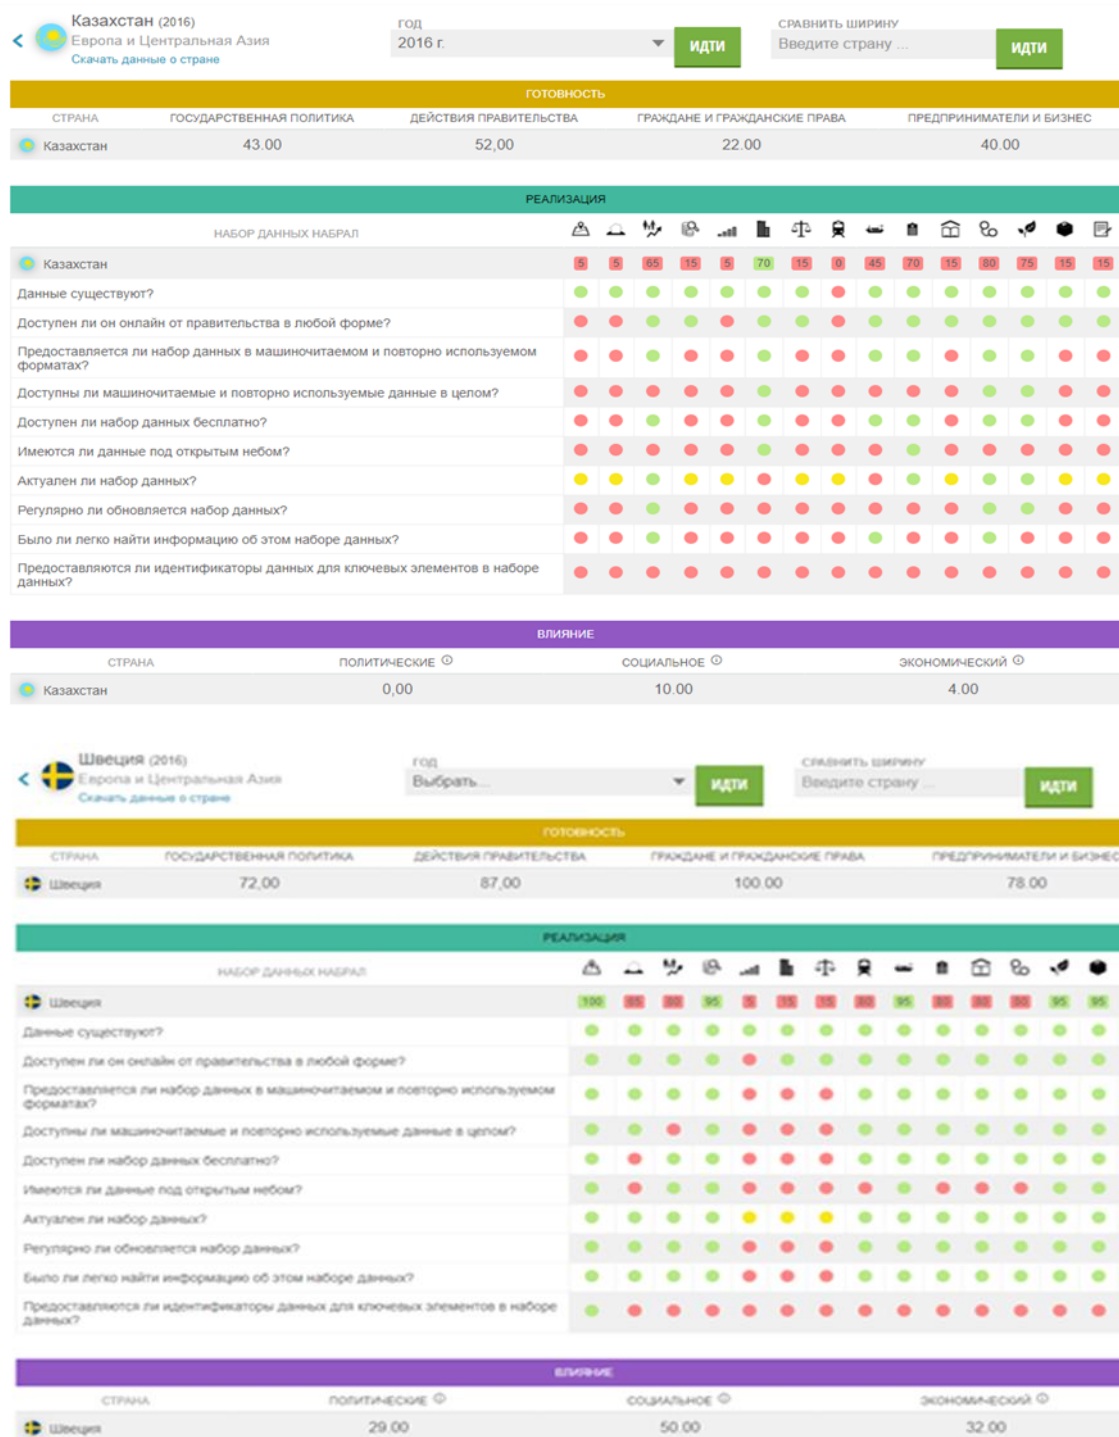 Казахстан (2016)
Европа и Центральная Азия
Скачать данные о стране
ГОД
2016 г.
ИДТИ
СРАВНИТЬ ШИРИНУ
Введите страну ...
ИДТИ
ГОТОВНОСТЬ
СТРАНА ГОСУДАРСТВЕННАЯ ПОЛИТИКА ДЕЙСТВИЯ ПРАВИТЕЛЬСТВА ГРАЖДАНЕ И ГРАЖДАНСКИЕ ПРАВА ПРЕДПРИНИМАТЕЛИ И БИЗНЕС
Казахстан 43.00 52,00 22.00 40.00
РЕАЛИЗАЦИЯ
НАБОР ДАННЫХ НАБРАЛ
Казахстан 5 5 65 15 5 70 15 0 45 70 15 80 75 15 15
Данные существуют?
Доступен ли он онлайн от правительства в любой форме?
Предоставляется ли набор данных в машиночитаемом и повторно используемом
форматах?
Доступны ли машиночитаемые и повторно используемые данные в целом?
Доступен ли набор данных бесплатно?
Имеются ли данные под открытым небом?
Актуален ли набор данных?
Регулярно ли обновляется набор данных?
Было ли легко найти информацию об этом наборе данных?
Предоставляются ли идентификаторы данных для ключевых элементов в наборе
данных?
ВЛИЯНИЕ
СТРАНА ПОЛИТИЧЕСКИЕ СОЦИАЛЬНОЕ ЭКОНОМИЧЕСКИЙ
Казахстан 0,00 10.00 4.00
Швеция (2016)
Европа и Центральная Азия
Скачать данные о стране
ГОД
Выбрать...
ИДТИ
СРАВНИТЬ ШИРИНУ
Введите страну ...
ИДТИ
ГОТОВНОСТЬ
СТРАНА ГОСУДАРСТВЕННАЯ ПОЛИТИКА ДЕЙСТВИЯ ПРАВИТЕЛЬСТВА ГРАЖДАНЕ И ГРАЖДАНСКИЕ ПРАВА ПРЕДПРИНИМАТЕЛИ И БИЗНЕС
Швеция 72,00 87,00 100.00 78.00
РЕАЛИЗАЦИЯ
НАБОР ДАННЫХ НАБРАЛ
Швеция 100 65 80 95 5 15 15 80 95 80 80 80 95 95
Данные существуют?
Доступен ли он онлайн от правительства в любой форме?
Предоставляется ли набор данных в машиночитаемом и повторно используемом
форматах?
Доступны ли машиночитаемые и повторно используемые данные в целом?
Доступен ли набор данных бесплатно?
Имеются ли данные под открытым небом?
Актуален ли набор данных?
Регулярно ли обновляется набор данных?
Было ли легко найти информацию об этом наборе данных?
Предоставляются ли идентификаторы данных для ключевых элементов в наборе
данных?
ВЛИЯНИЕ
СТРАНА ПОЛИТИЧЕСКИЕ СОЦИАЛЬНОЕ ЭКОНОМИЧЕСКИЙ
Швеция 29.00 50.00 32.00